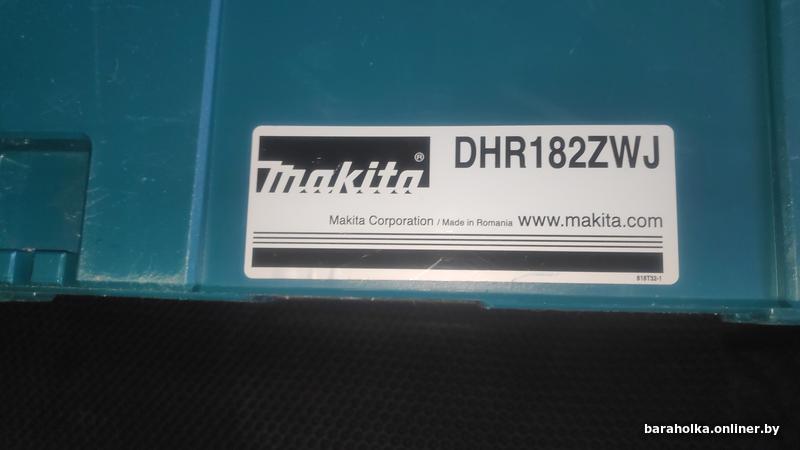 Makita®
DHR182ZWJ
Makita Corporation / Made in Romania www.makita.com
818T32-1
baraholka.onliner.by